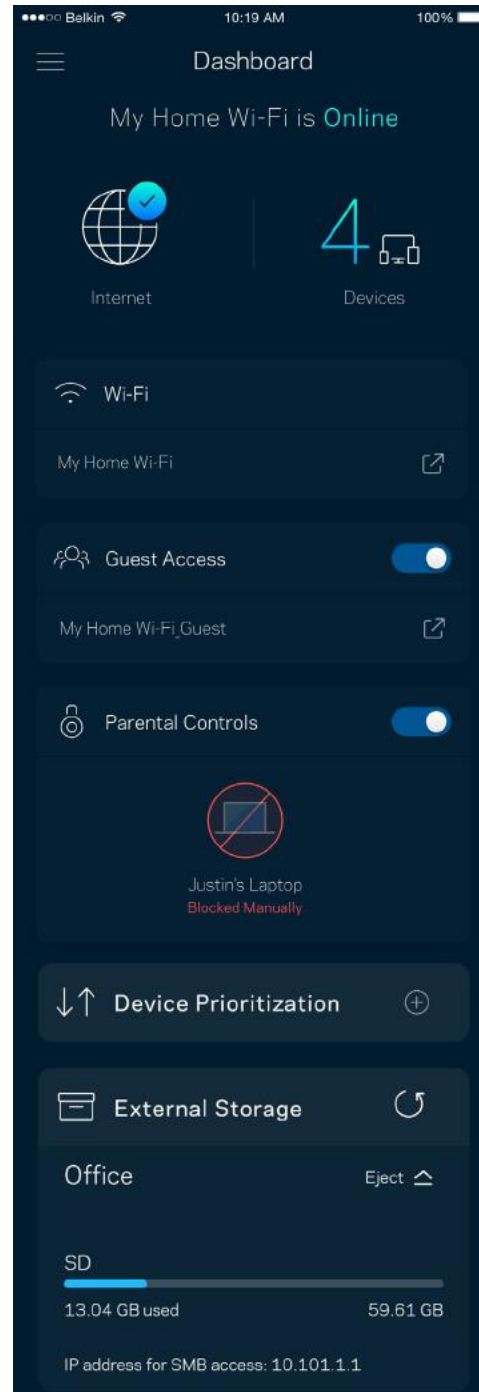 Belkin 10:19 AM 100%
Dashboard
My Home Wi-Fi is Online
4
Internet Devices
Wi-Fi
My Home Wi-Fi
Guest Access
My Home Wi-Fi_Guest
Parental Controls
Justin's Laptop
Blocked Manually
Device Prioritization
External Storage
Office Eject
SD
13.04 GB used 59.61 GB
IP address for SMB access: 10.101.1.1